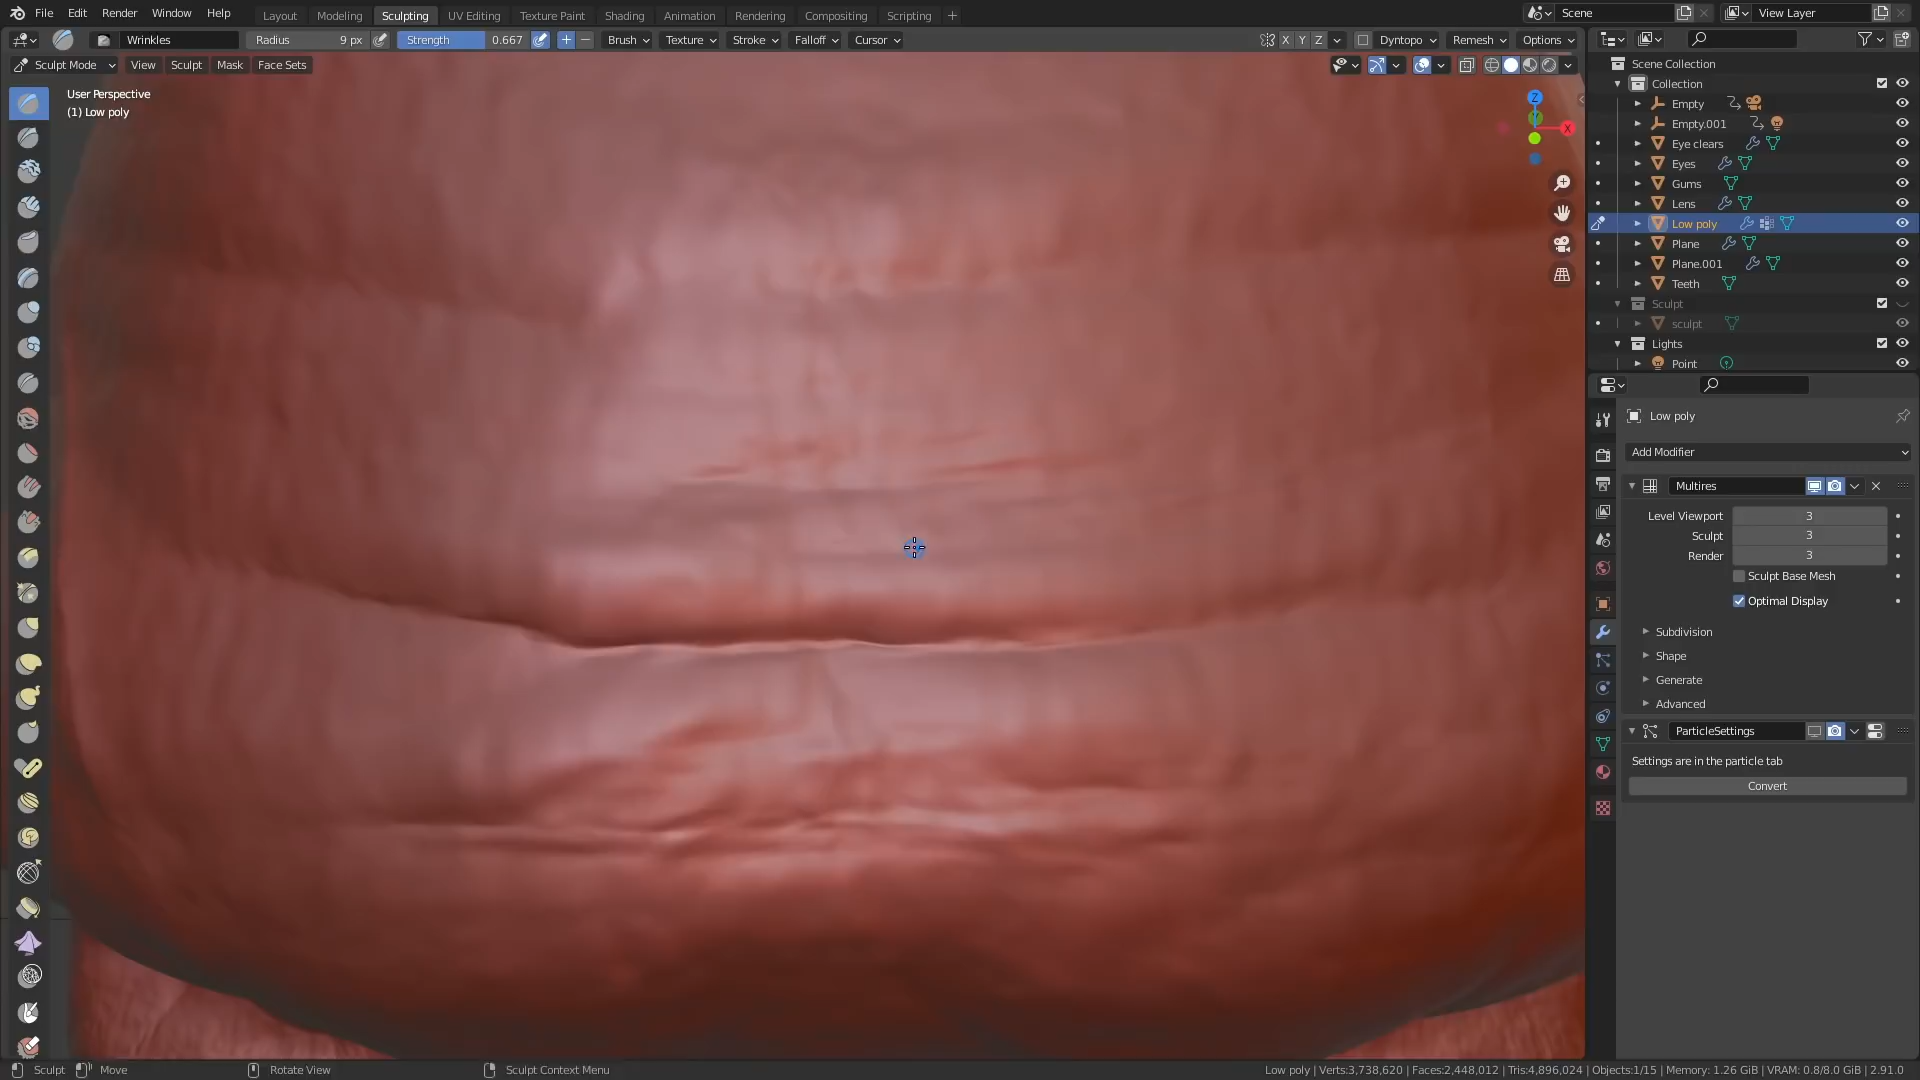 File Edit Render Window Help Layout Modeling Sculpting UV Editing Texture Paint Shading Animation Rendering Compositing Scripting + Scene View Layer
Wrinkles Radius 9 px Strength 0.667 Brush Texture Stroke Falloff Cursor X Y Z Dyntopo Remesh Options
Sculpt Mode View Sculpt Mask Face Sets
User Perspective
(1) Low poly
Z
X
Scene Collection
Collection
Empty
Empty.001
Eye clears
Eyes
Gums
Lens
Low poly
Plane
Plane.001
Teeth
Sculpt
sculpt
Lights
Point
Low poly
Add Modifier
Multires
Level Viewport 3
Sculpt 3
Render 3
Sculpt Base Mesh
Optimal Display
Subdivision
Shape
Generate
Advanced
ParticleSettings
Settings are in the particle tab
Convert
Sculpt Move Rotate View Sculpt Context Menu Low poly | Verts:3,738,620 | Faces:2,448,012 | Tris:4,896,024 | Objects:1/15 | Memory: 1.26 GiB | VRAM: 0.8/8.0 GiB | 2.91.0